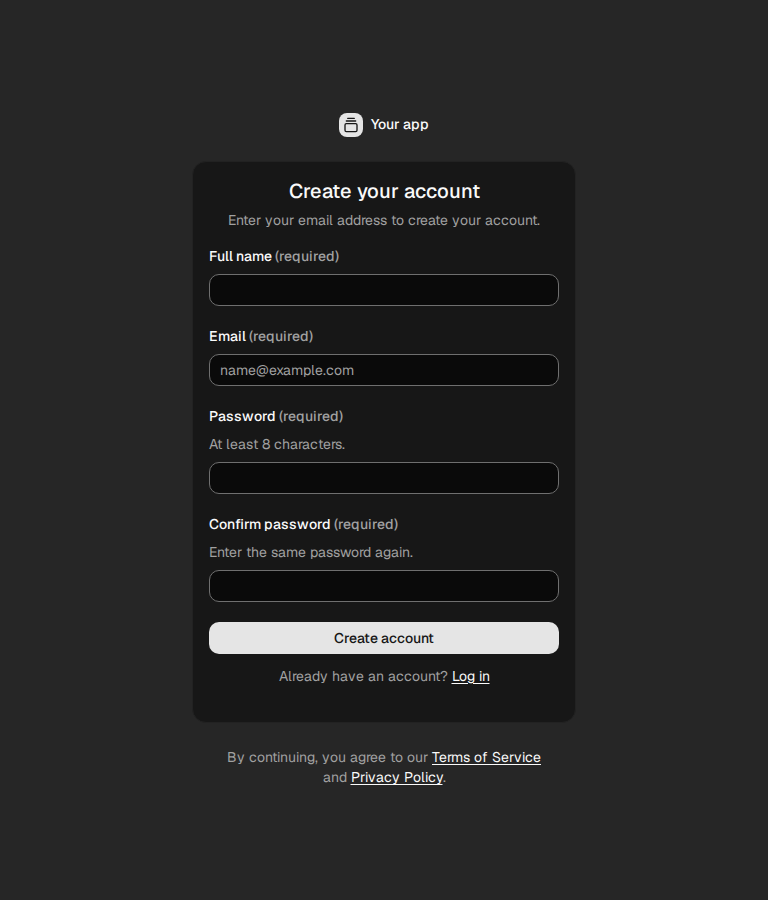 Your app
Create your account
Enter your email address to create your account.
Full name (required)
Email (required)
name@example.com
Password (required)
At least 8 characters.
Confirm password (required)
Enter the same password again.
Create account
Already have an account? Log in
By continuing, you agree to our Terms of Service
and Privacy Policy.